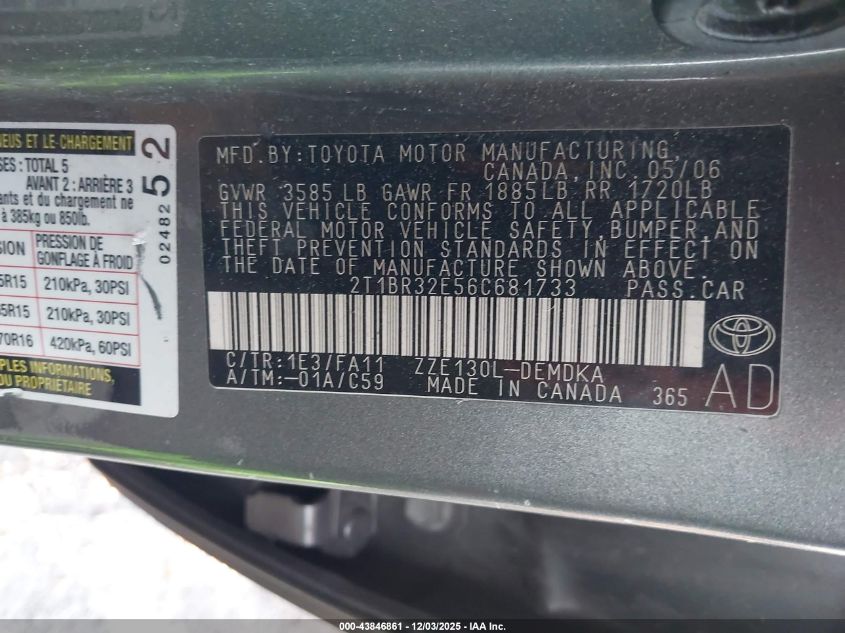 NEUS ET LE CHARGEMENT
SES: TOTAL 5
AVANT 2 : ARRIÈRE 3
ants et du chargement ne
à 385kg ou 850lb.
SION PRESSION DE GONFLAGE À FROID
5R15 210kPa, 30PSI
5R15 210kPa, 30PSI
70R16 420kPa, 60PSI
PLES INFORMATIONS,
DU PROPRIÉTAIRE
02482 52
MFD.BY:TOYOTA MOTOR MANUFACTURING,
CANADA,INC. 05/06
GVWR 3585LB GAWR FR 1885LB RR 1720LB
THIS VEHICLE CONFORMS TO ALL APPLICABLE
FEDERAL MOTOR VEHICLE SAFETY,BUMPER AND
THEFT PREVENTION STANDARDS IN EFFECT ON
THE DATE OF MANUFACTURE SHOWN ABOVE.
2T1BR32E56C681733 PASS.CAR
C/TR:1E3/FA11 ZZE130L-DEMDKA
A/TM:-01A/C59 MADE IN CANADA 365 AD
000-43846861 - 12/03/2025 - IAA Inc.